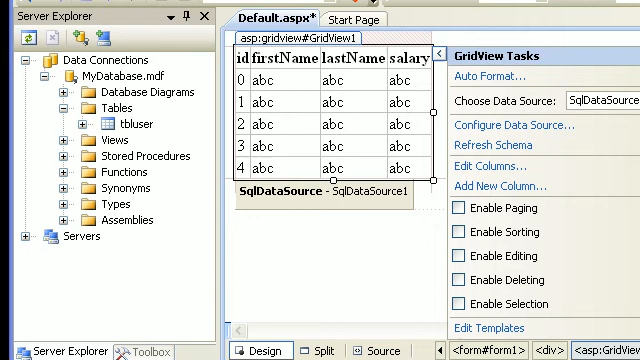 Server Explorer
Data Connections
MyDatabase.mdf
Database Diagrams
Tables
tbluser
Views
Stored Procedures
Functions
Synonyms
Types
Assemblies
Servers
Server Explorer
Toolbox
Default.aspx*
Start Page
asp:gridview#GridView1
id firstName lastName salary
0 abc abc abc
1 abc abc abc
2 abc abc abc
3 abc abc abc
4 abc abc abc
SqlDataSource - SqlDataSource1
GridView Tasks
Auto Format...
Choose Data Source: SqlDataSource
Configure Data Source...
Refresh Schema
Edit Columns...
Add New Column...
Enable Paging
Enable Sorting
Enable Editing
Enable Deleting
Enable Selection
Edit Templates
Design Split Source <form#form1> <div> <asp:GridView